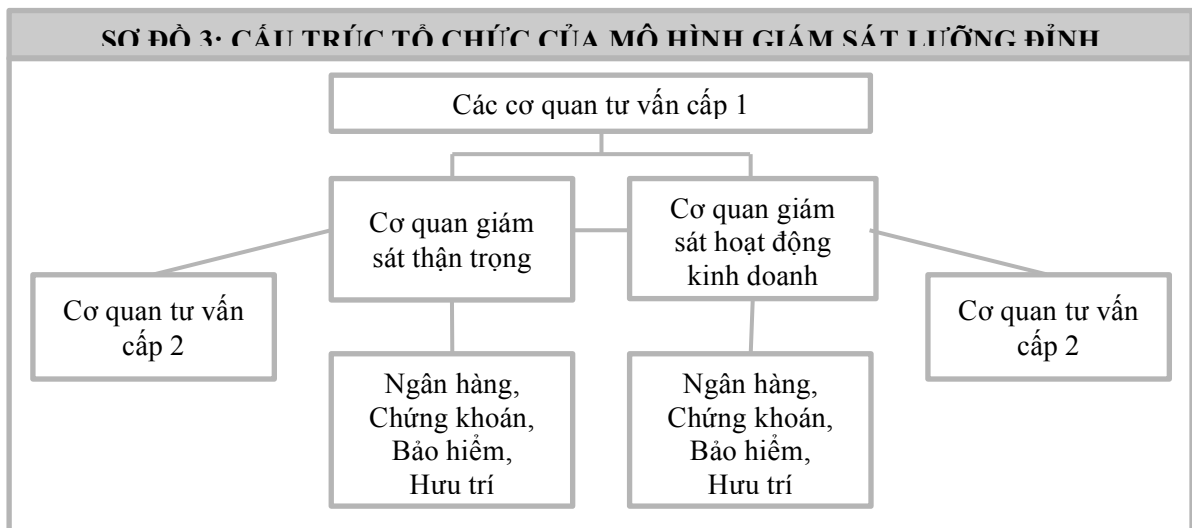 SƠ ĐỒ 3: CẤU TRÚC TỔ CHỨC CỦA MÔ HÌNH GIÁM SÁT LƯỠNG ĐỈNH
Các cơ quan tư vấn cấp 1
Cơ quan giám
sát thận trọng
Cơ quan giám
sát hoạt động
kinh doanh
Cơ quan tư vấn
cấp 2
Cơ quan tư vấn
cấp 2
Ngân hàng,
Chứng khoán,
Bảo hiểm,
Hưu trí
Ngân hàng,
Chứng khoán,
Bảo hiểm,
Hưu trí